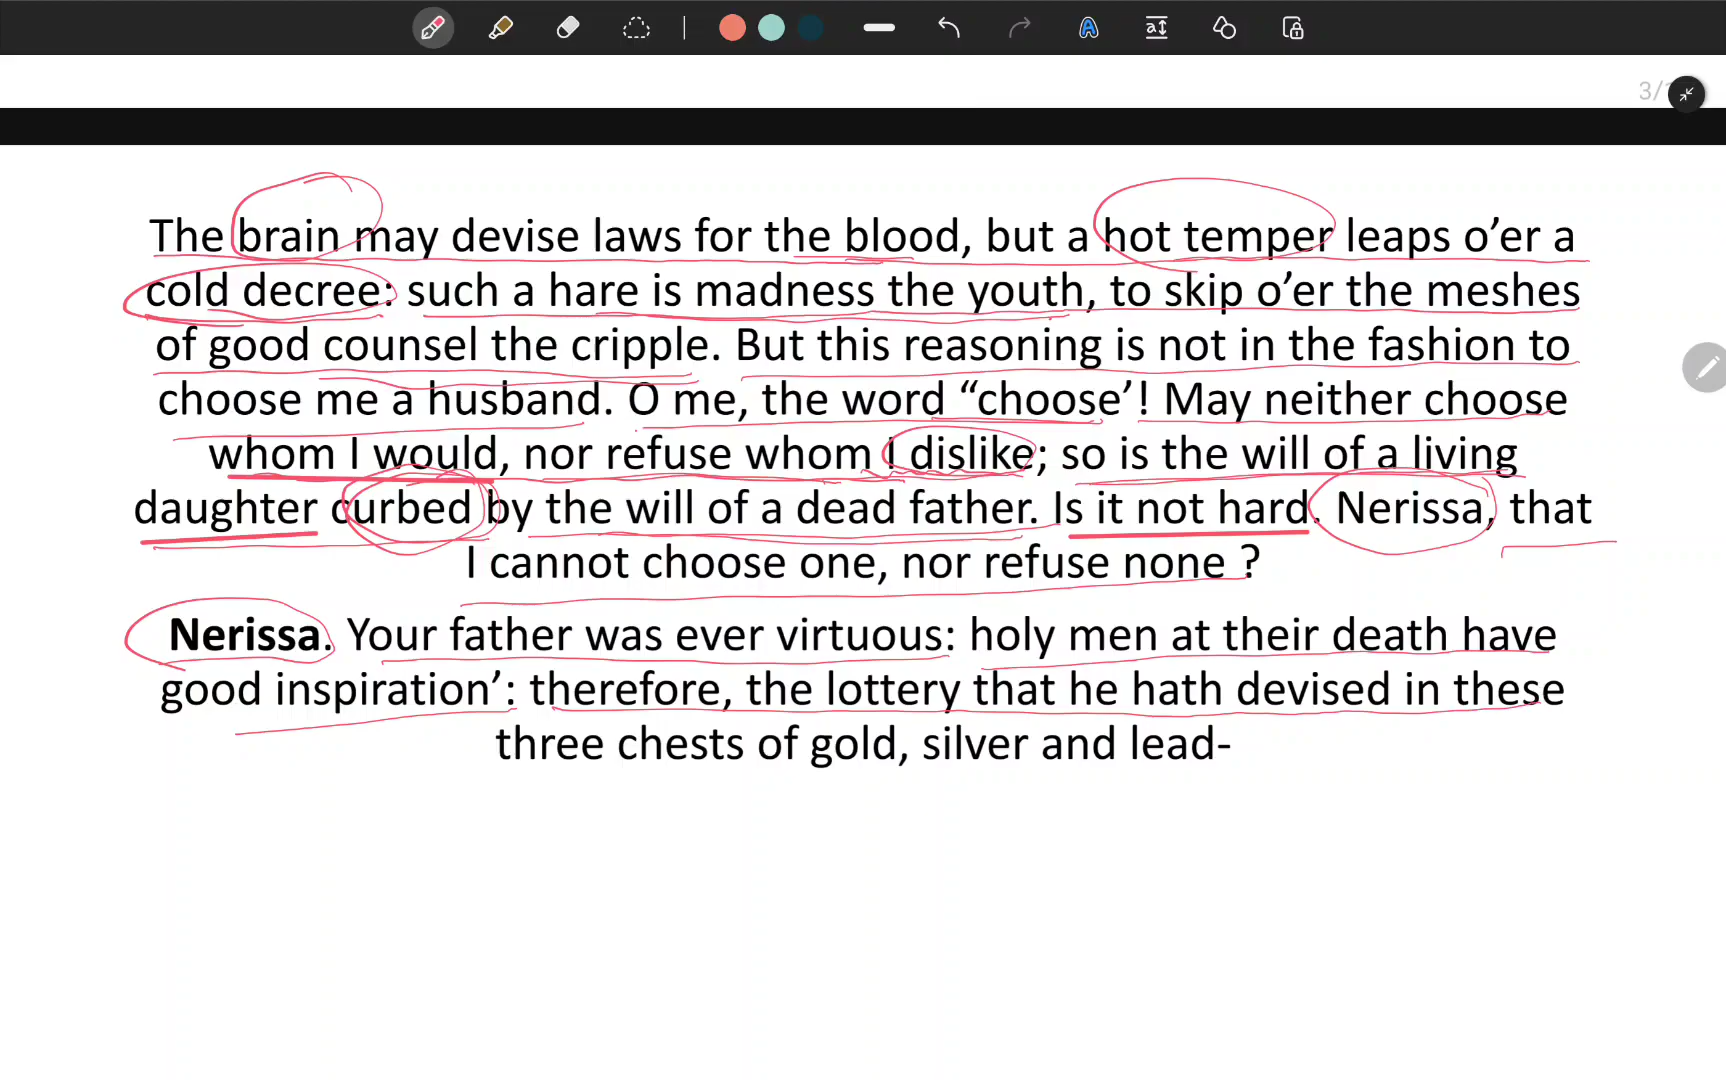 3/
The brain may devise laws for the blood, but a hot temper leaps o’er a
cold decree: such a hare is madness the youth, to skip o’er the meshes
of good counsel the cripple. But this reasoning is not in the fashion to
choose me a husband. O me, the word “choose’! May neither choose
whom I would, nor refuse whom I dislike; so is the will of a living
daughter curbed by the will of a dead father. Is it not hard. Nerissa, that
I cannot choose one, nor refuse none ?
Nerissa. Your father was ever virtuous: holy men at their death have
good inspiration’: therefore, the lottery that he hath devised in these
three chests of gold, silver and lead-